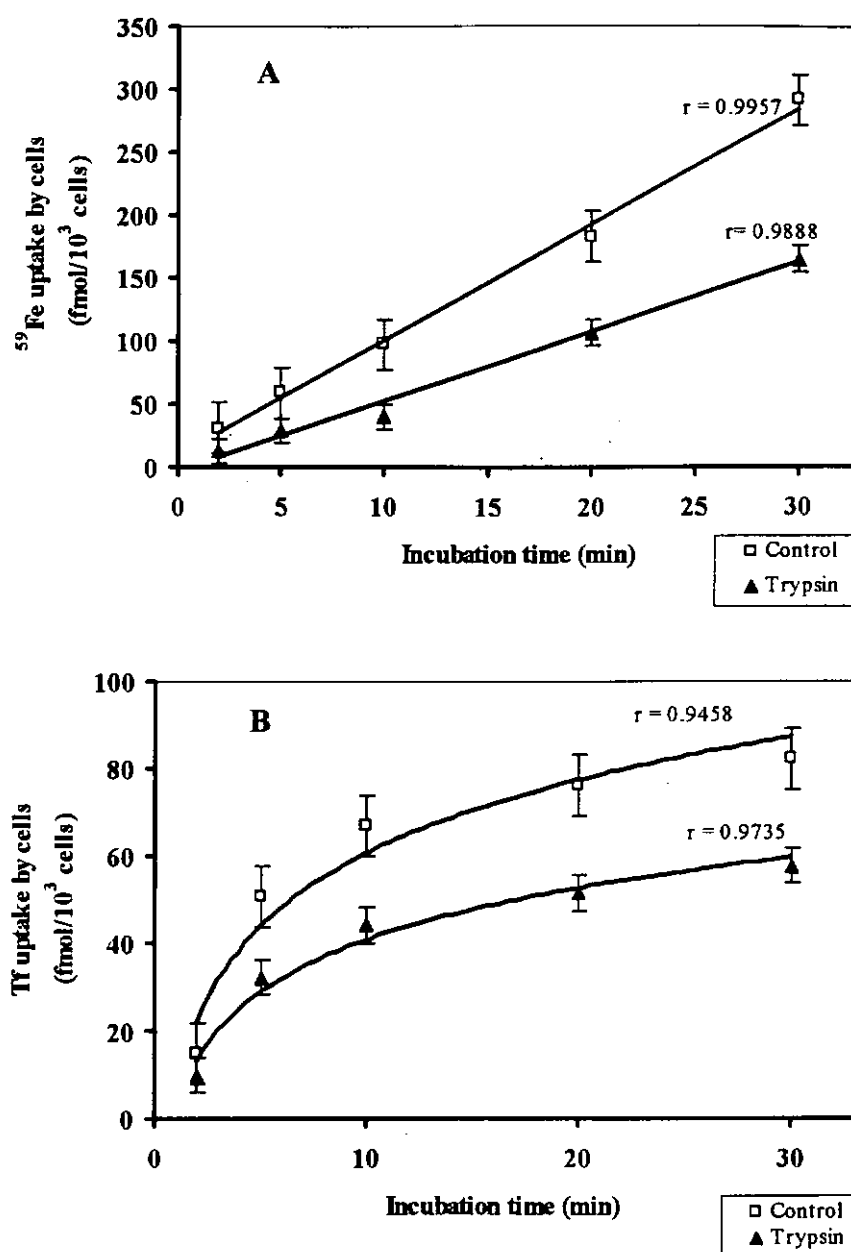 A
350
300
250
200
150
100
50
0
⁵⁹Fe uptake by cells
(fmol/10³ cells)
r = 0.9957
r= 0.9888
0 5 10 15 20 25 30
Incubation time (min)
Control
Trypsin
B
100
80
60
40
20
0
Tf uptake by cells
(fmol/10³ cells)
r = 0.9458
r = 0.9735
0 10 20 30
Incubation time (min)
Control
Trypsin